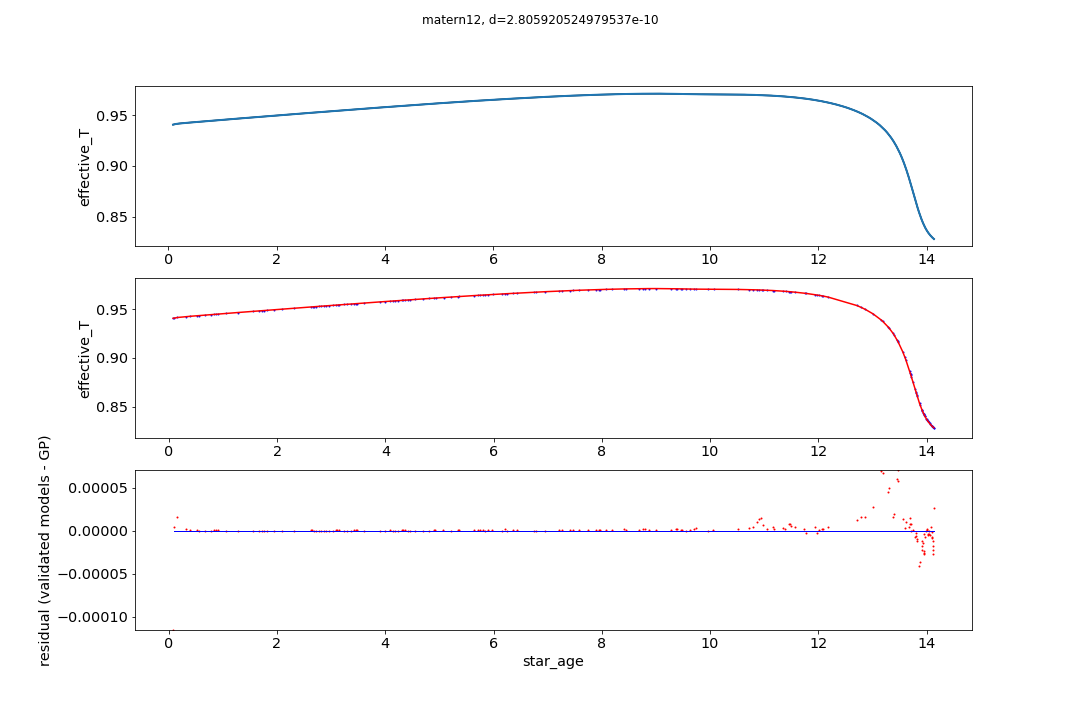 matern12, d=2.805920524979537e-10
effective_T
0.95
0.90
0.85
0 2 4 6 8 10 12 14
effective_T
0.95
0.90
0.85
0 2 4 6 8 10 12 14
residual (validated models - GP)
0.00005
0.00000
−0.00005
−0.00010
0 2 4 6 8 10 12 14
star_age